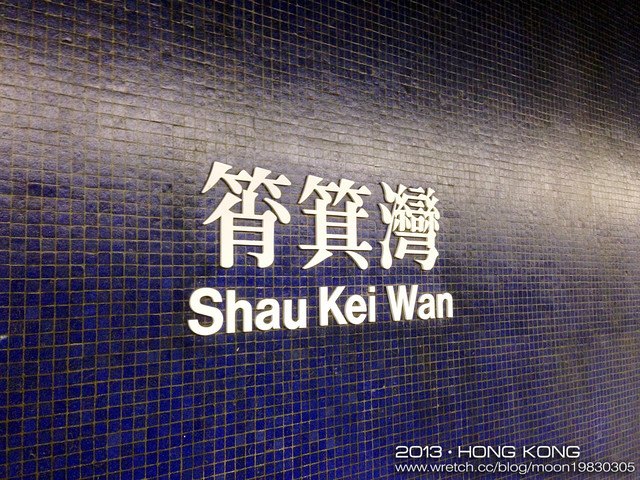 筲箕灣
Shau Kei Wan
2013 · HONG KONG
www.wretch.cc/blog/moon19830305